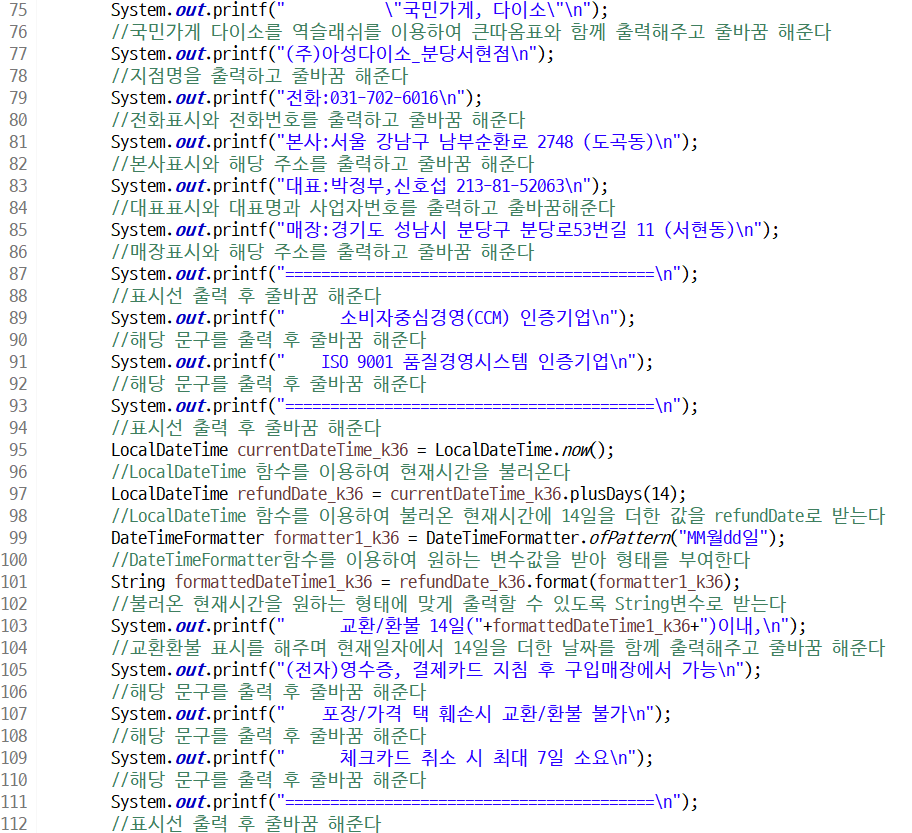 75 System.out.printf("           \"국민가게, 다이소\"\n");
76 //국민가게 다이소를 역슬래쉬를 이용하여 큰따옴표와 함께 출력해주고 줄바꿈 해준다
77 System.out.printf("(주)아성다이소_분당서현점\n");
78 //지점명을 출력하고 줄바꿈 해준다
79 System.out.printf("전화:031-702-6016\n");
80 //전화표시와 전화번호를 출력하고 줄바꿈 해준다
81 System.out.printf("본사:서울 강남구 남부순환로 2748 (도곡동)\n");
82 //본사표시와 해당 주소를 출력하고 줄바꿈 해준다
83 System.out.printf("대표:박정부,신호섭 213-81-52063\n");
84 //대표표시와 대표명과 사업자번호를 출력하고 출바꿈해준다
85 System.out.printf("매장:경기도 성남시 분당구 분당로53번길 11 (서현동)\n");
86 //매장표시와 해당 주소를 출력하고 줄바꿈 해준다
87 System.out.printf("=========================================\n");
88 //표시선 출력 후 줄바꿈 해준다
89 System.out.printf("      소비자중심경영(CCM) 인증기업\n");
90 //해당 문구를 출력 후 줄바꿈 해준다
91 System.out.printf("    ISO 9001 품질경영시스템 인증기업\n");
92 //해당 문구를 출력 후 줄바꿈 해준다
93 System.out.printf("=========================================\n");
94 //표시선 출력 후 줄바꿈 해준다
95 LocalDateTime currentDateTime_k36 = LocalDateTime.now();
96 //LocalDateTime 함수를 이용하여 현재시간을 불러온다
97 LocalDateTime refundDate_k36 = currentDateTime_k36.plusDays(14);
98 //LocalDateTime 함수를 이용하여 불러온 현재시간에 14일을 더한 값을 refundDate로 받는다
99 DateTimeFormatter formatter1_k36 = DateTimeFormatter.ofPattern("MM월dd일");
100 //DateTimeFormatter함수를 이용하여 원하는 변수값을 받아 형태를 부여한다
101 String formattedDateTime1_k36 = refundDate_k36.format(formatter1_k36);
102 //불러온 현재시간을 원하는 형태에 맞게 출력할 수 있도록 String변수로 받는다
103 System.out.printf("      교환/환불 14일("+formattedDateTime1_k36+")이내,\n");
104 //교환환불 표시를 해주며 현재일자에서 14일을 더한 날짜를 함께 출력해주고 줄바꿈 해준다
105 System.out.printf("(전자)영수증, 결제카드 지침 후 구입매장에서 가능\n");
106 //해당 문구를 출력 후 줄바꿈 해준다
107 System.out.printf("    포장/가격 택 훼손시 교환/환불 불가\n");
108 //해당 문구를 출력 후 줄바꿈 해준다
109 System.out.printf("      체크카드 취소 시 최대 7일 소요\n");
110 //해당 문구를 출력 후 줄바꿈 해준다
111 System.out.printf("=========================================\n");
112 //표시선 출력 후 줄바꿈 해준다